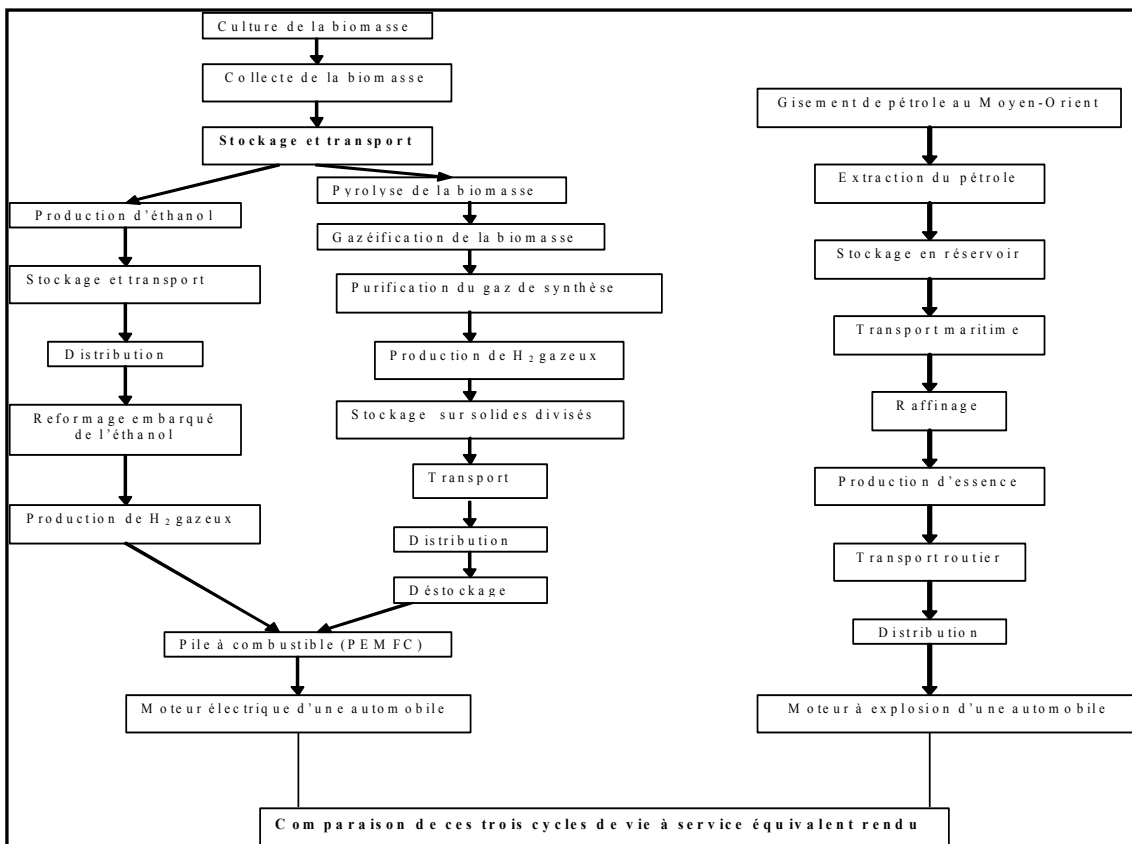 Culture de la biomasse
Collecte de la biomasse
Stockage et transport
Production d'éthanol
Stockage et transport
Distribution
Reformage embarqué
de l'éthanol
Production de H₂ gazeux
Pyrolyse de la biomasse
Gazéification de la biomasse
Purification du gaz de synthèse
Production de H₂ gazeux
Stockage sur solides divisés
Transport
Distribution
Déstockage
Pile à combustible (PEMFC)
Moteur électrique d'une automobile
Gisement de pétrole au Moyen-Orient
Extraction du pétrole
Stockage en réservoir
Transport maritime
Raffinage
Production d'essence
Transport routier
Distribution
Moteur à explosion d'une automobile
Comparaison de ces trois cycles de vie à service équivalent rendu